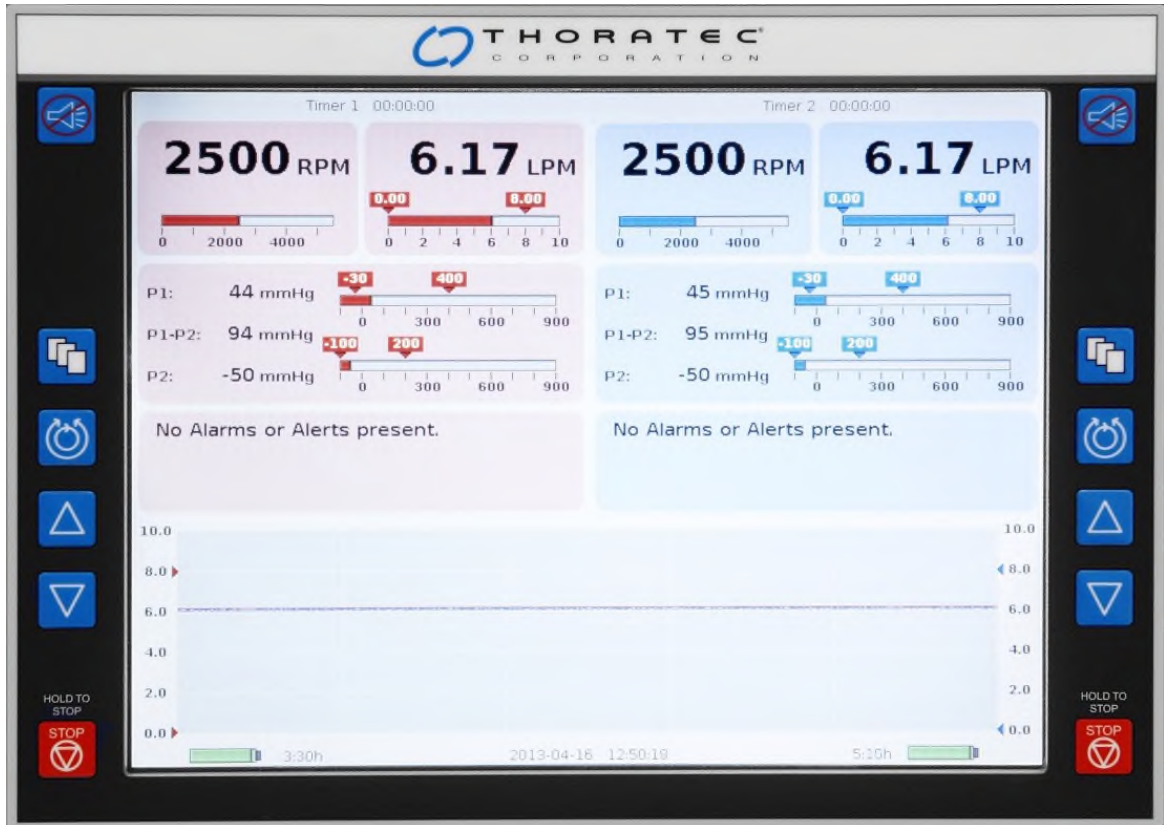 THORATEC
CORPORATION
Timer 1 00:00:00
Timer 2 00:00:00
2500 RPM
6.17 LPM
0.00 8.00
0 2000 4000
0 2 4 6 8 10
2500 RPM
6.17 LPM
0.00 8.00
0 2000 4000
0 2 4 6 8 10
P1: 44 mmHg
-30 400
0 300 600 900
P1-P2: 94 mmHg
-100 200
P2: -50 mmHg
0 300 600 900
P1: 45 mmHg
-30 400
0 300 600 900
P1-P2: 95 mmHg
-100 200
P2: -50 mmHg
0 300 600 900
No Alarms or Alerts present.
No Alarms or Alerts present.
10.0 10.0
8.0 8.0
6.0 6.0
4.0 4.0
2.0 2.0
0.0 0.0
3:30h 2013-04-16
HOLD TO
STOP
STOP
HOLD TO
STOP
STOP